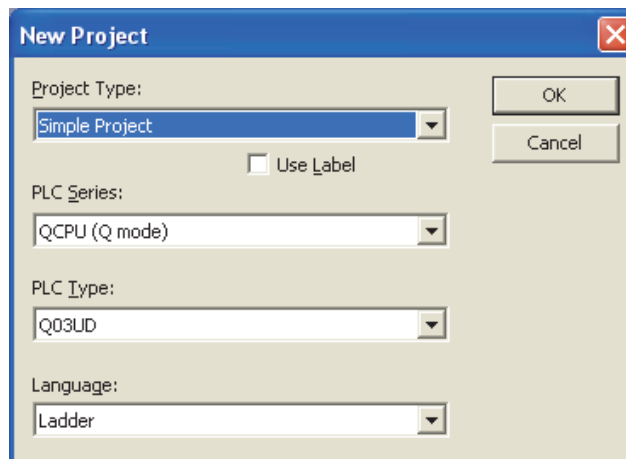 New Project
Project Type:
OK
Simple Project
Cancel
Use Label
PLC Series:
QCPU (Q mode)
PLC Type:
Q03UD
Language:
Ladder